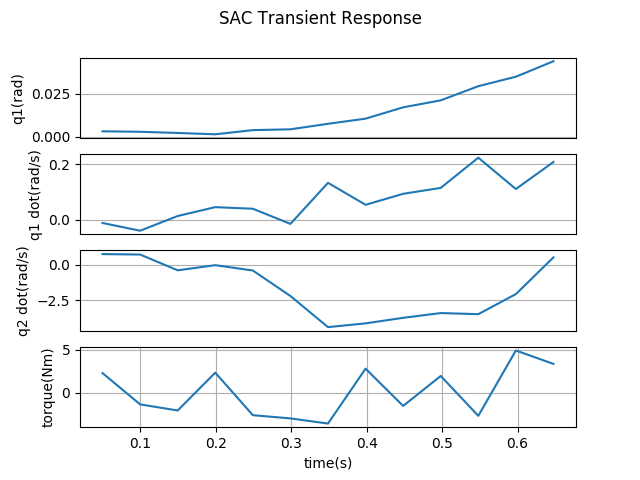 SAC Transient Response
q1(rad)
0.025
0.000
q1 dot(rad/s)
0.2
0.0
q2 dot(rad/s)
0.0
−2.5
torque(Nm)
5
0
0.1 0.2 0.3 0.4 0.5 0.6
time(s)